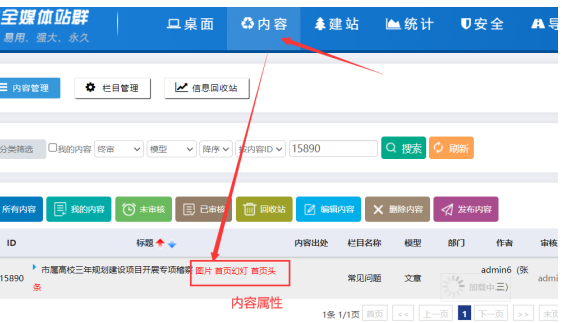 全媒体站群
易用、强大、永久
桌面 内容 建站 统计 安全 导
内容管理 栏目管理 信息回收站
分类筛选 我的内容 终审 模型 降序 按内容ID 15890 搜索 刷新
所有内容 我的内容 未审核 已审核 回收站 编辑内容 删除内容 发布内容
ID 标题 内容出处 栏目名称 模型 部门 作者 审核
15890 市属高校三年规划建设项目开展专项稽察 图片 首页幻灯 首页头条 常见问题 文章 admin6（张三） admi
加载中
内容属性
1条 1/1页 首页 << 上一页 1 下一页 >> 末页